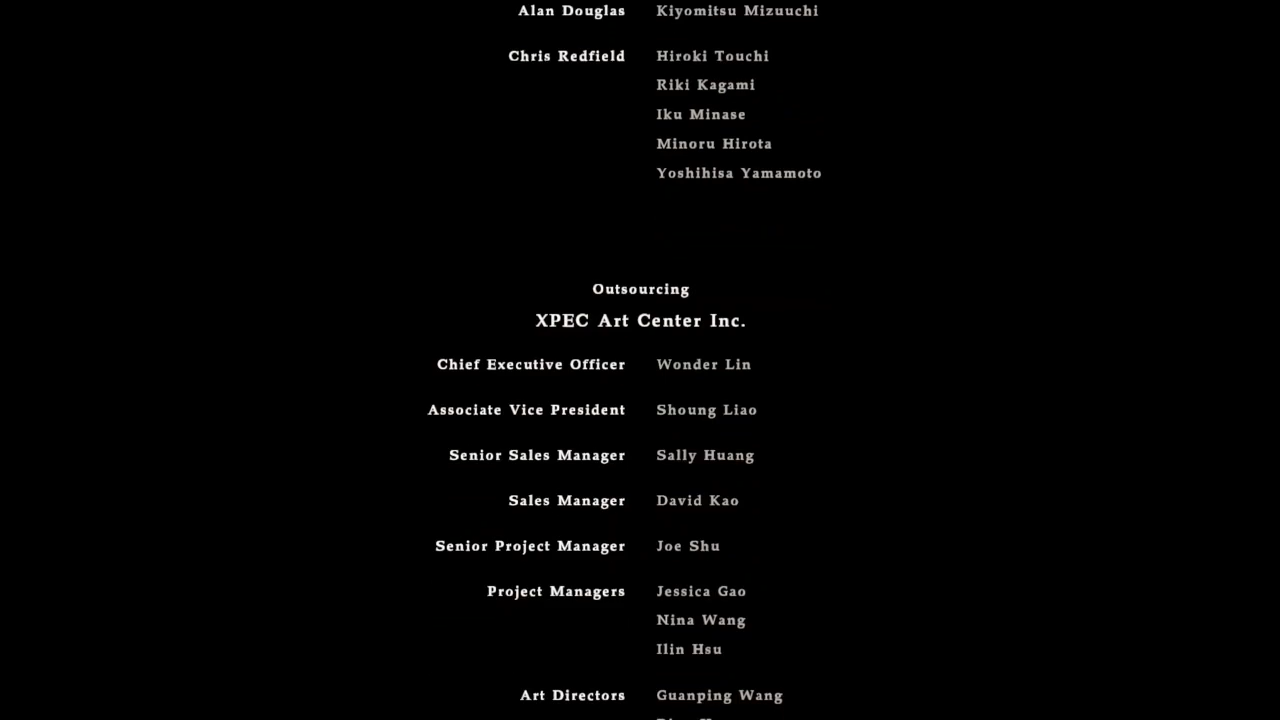 Alan Douglas Kiyomitsu Mizuuchi
Chris Redfield Hiroki Touchi
Riki Kagami
Iku Minase
Minoru Hirota
Yoshihisa Yamamoto
Outsourcing
XPEC Art Center Inc.
Chief Executive Officer Wonder Lin
Associate Vice President Shoung Liao
Senior Sales Manager Sally Huang
Sales Manager David Kao
Senior Project Manager Joe Shu
Project Managers Jessica Gao
Nina Wang
Ilin Hsu
Art Directors Guanping Wang